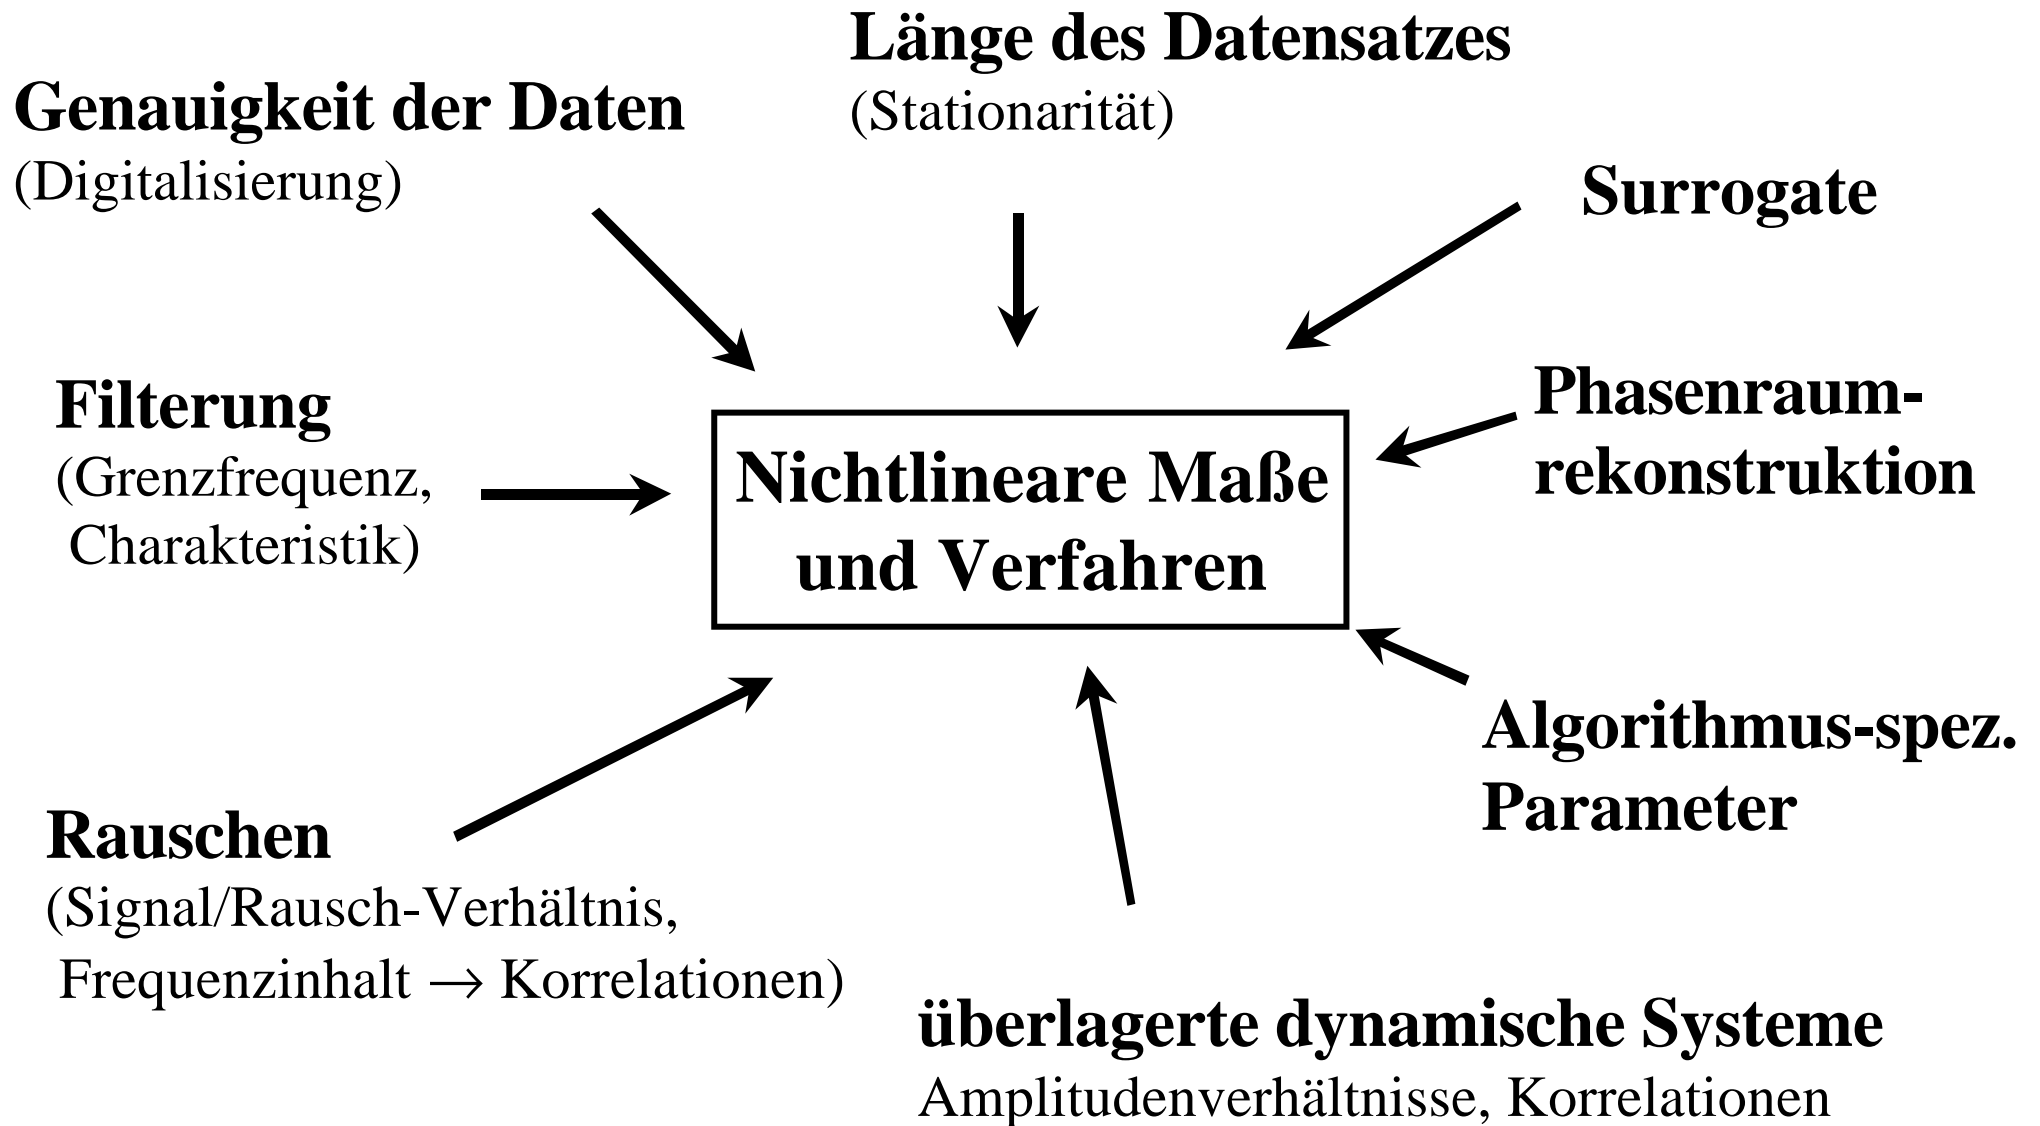 Länge des Datensatzes
(Stationarität)
Genauigkeit der Daten
(Digitalisierung)
Surrogate
Filterung
(Grenzfrequenz,
Charakteristik)
Nichtlineare Maße
und Verfahren
Phasenraum-
rekonstruktion
Algorithmus-spez.
Parameter
Rauschen
(Signal/Rausch-Verhältnis,
Frequenzinhalt → Korrelationen)
überlagerte dynamische Systeme
Amplitudenverhältnisse, Korrelationen